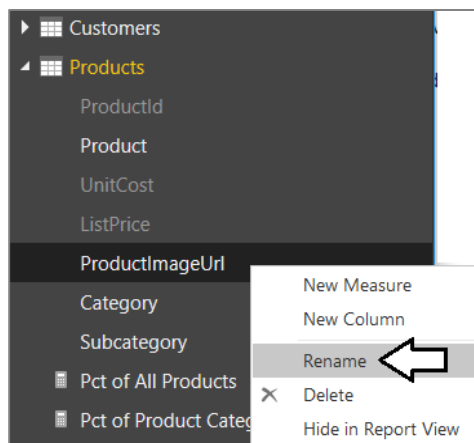 Customers
Products
ProductId
Product
UnitCost
ListPrice
ProductImageUrl
New Measure
Category
New Column
Subcategory
Rename
Pct of All Products
Delete
Pct of Product
Hide in Report View